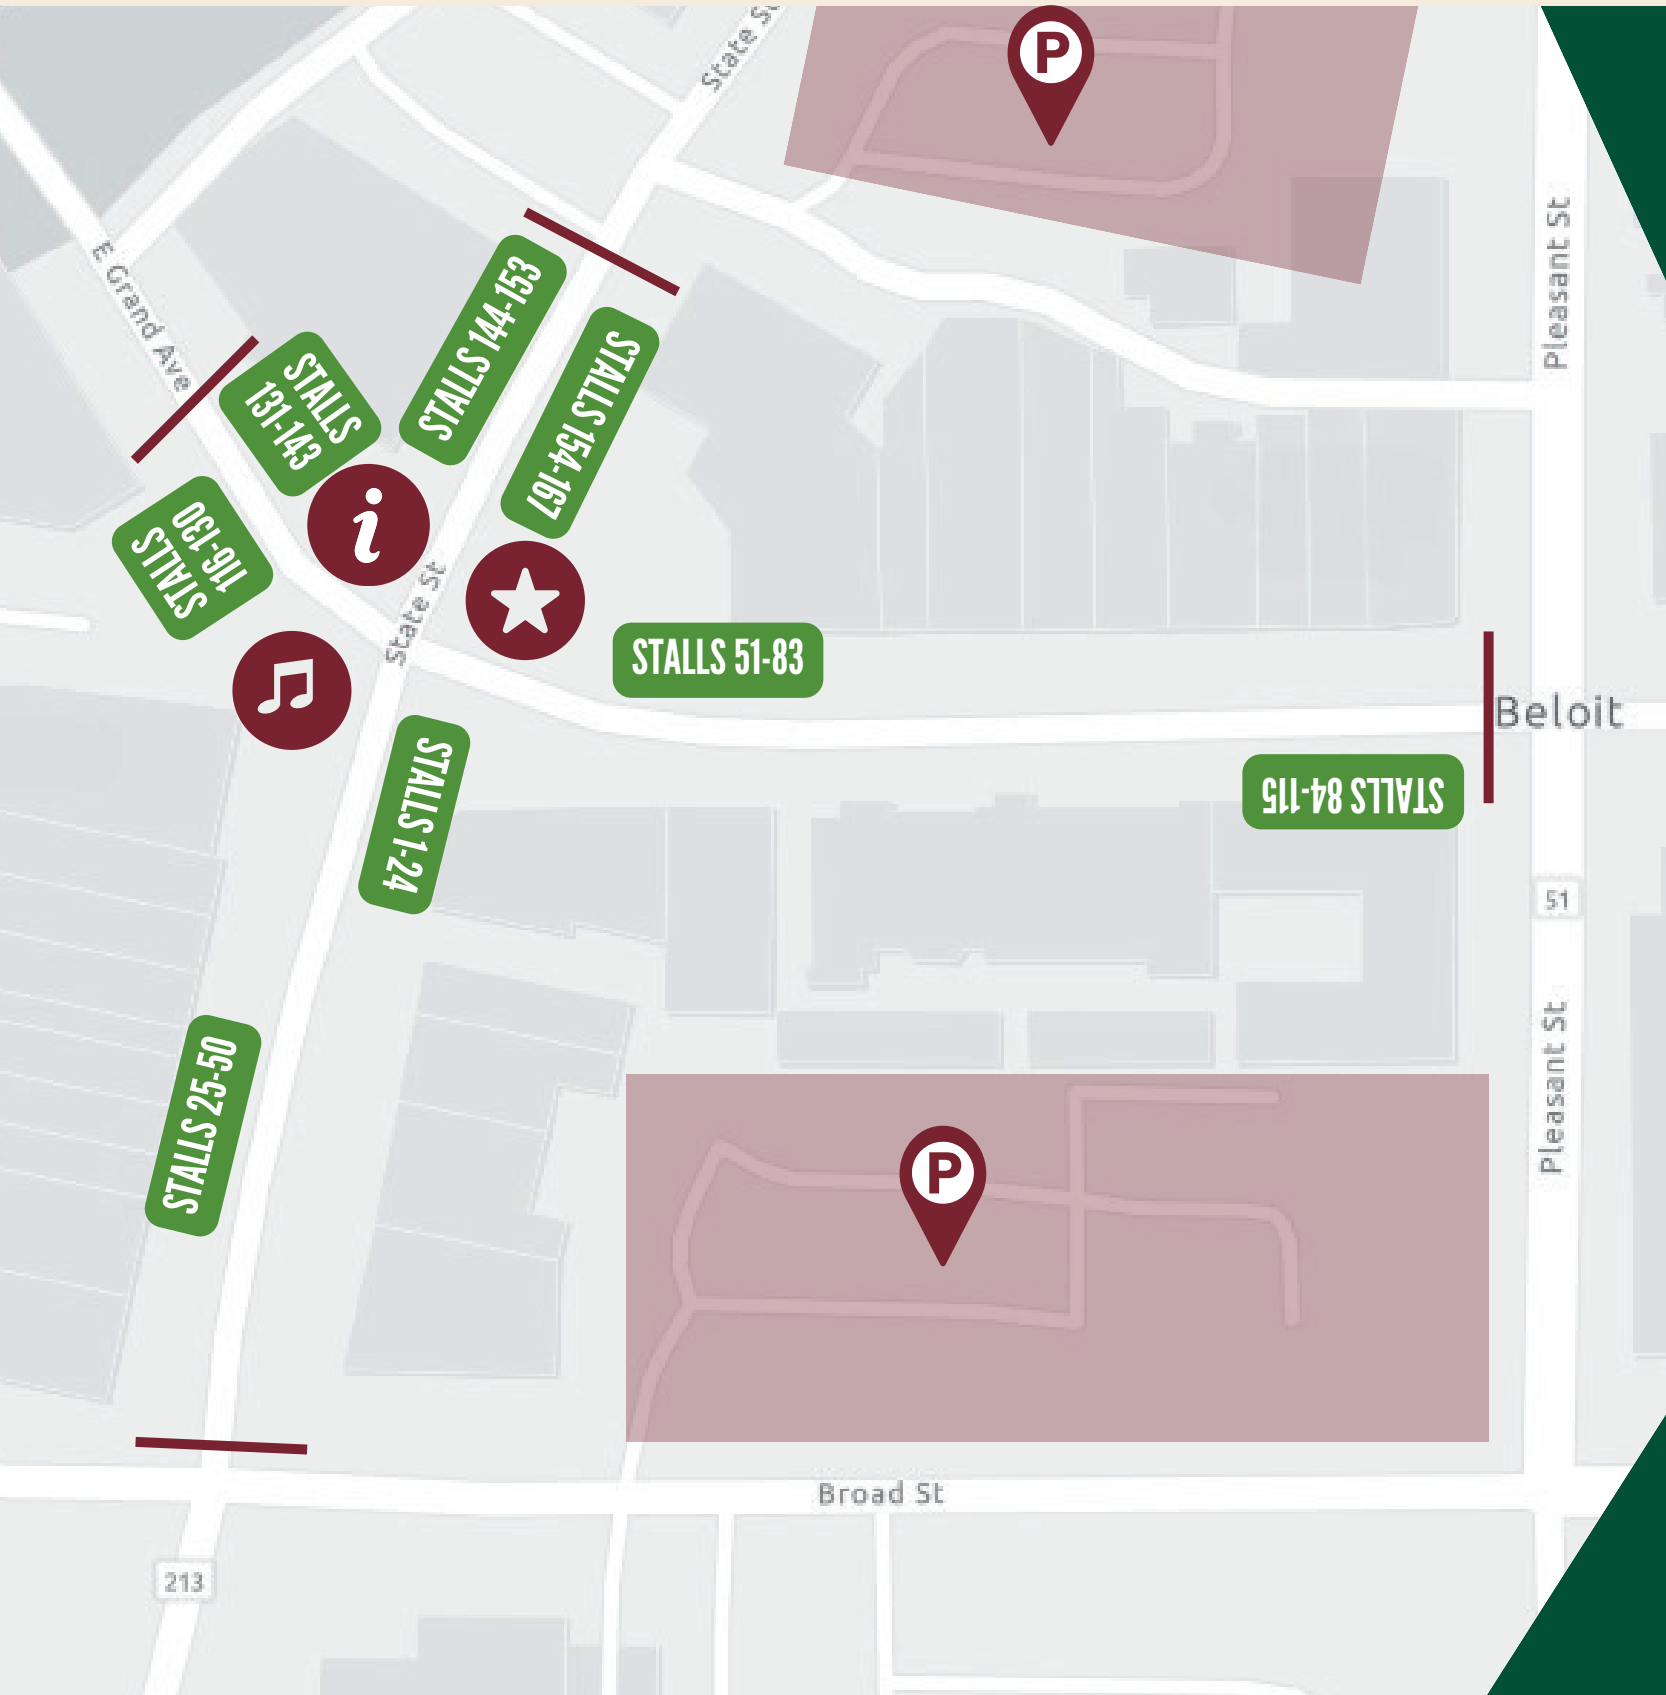 State St
P
Pleasant St
E Grand Ave
STALLS 144-153
STALLS
131-143
STALLS 154-167
STALLS
116-130
i
State St
STALLS 51-83
Beloit
STALLS 1-24
STALLS 84-115
51
STALLS 25-50
Pleasant St
P
Broad St
213